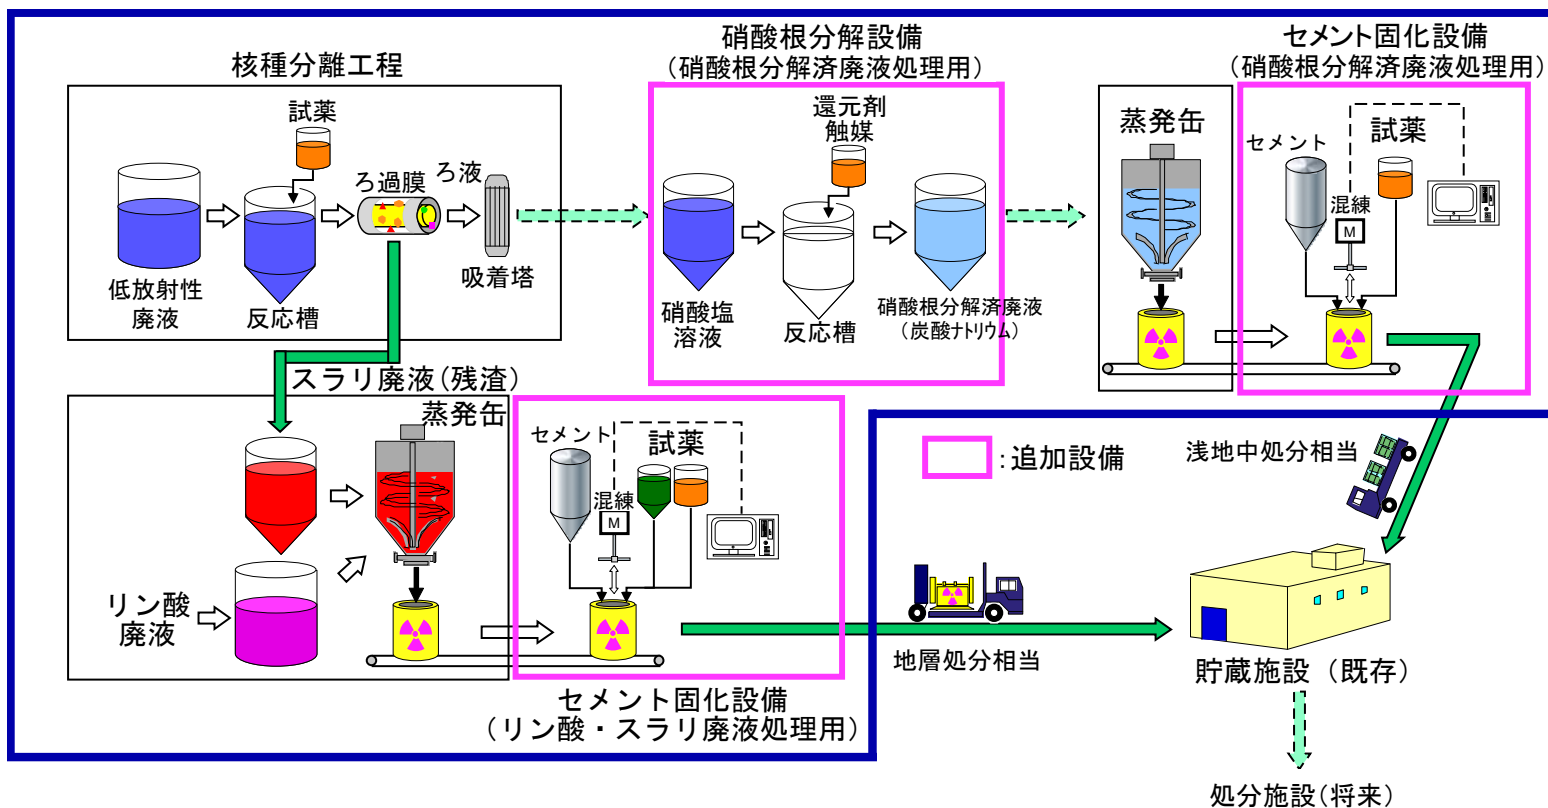 核種分離工程
試薬
ろ過膜
ろ液
低放射性
廃液
反応槽
吸着塔
硝酸根分解設備
(硝酸根分解済廃液処理用)
還元剤
触媒
硝酸塩
溶液
反応槽
硝酸根分解済廃液
(炭酸ナトリウム)
セメント固化設備
(硝酸根分解済廃液処理用)
蒸発缶
セメント
試薬
混練
M
スラリ廃液(残渣)
蒸発缶
リン酸
廃液
セメント
試薬
混練
M
セメント固化設備
(リン酸・スラリ廃液処理用)
:追加設備
浅地中処分相当
地層処分相当
貯蔵施設 (既存)
処分施設(将来)